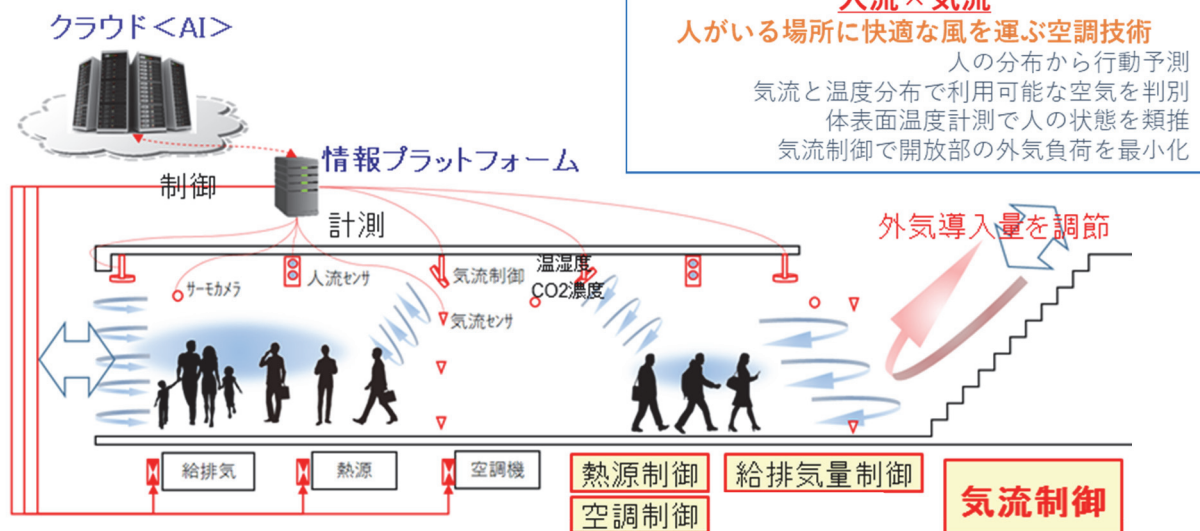 クラウド＜AI＞
人流×気流
人がいる場所に快適な風を運ぶ空調技術
人の分布から行動予測
気流と温度分布で利用可能な空気を判別
体表面温度計測で人の状態を類推
気流制御で開放部の外気負荷を最小化
情報プラットフォーム
制御
計測
外気導入量を調節
サーモカメラ
人流センサ
気流制御
温湿度
CO2濃度
気流センサ
給排気
熱源
空調機
熱源制御
給排気量制御
空調制御
気流制御